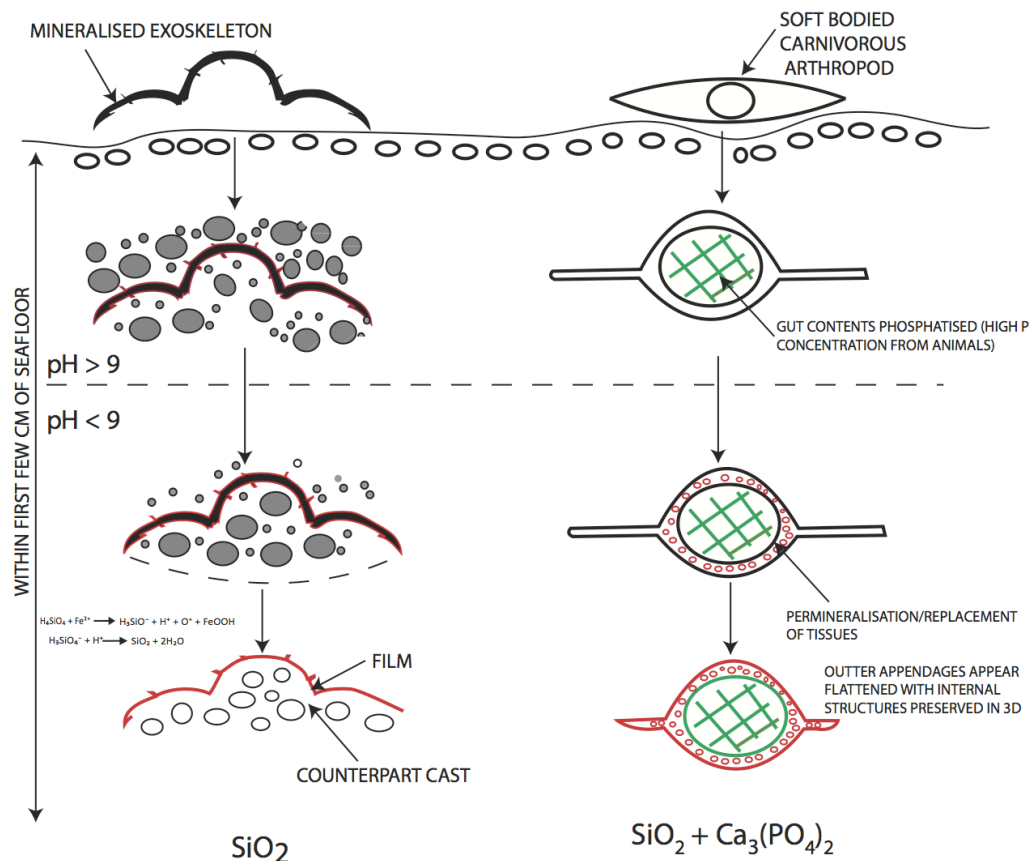 MINERALISED EXOSKELETON
SOFT BODIED
CARNIVOROUS
ARTHROPOD
WITHIN FIRST FEW CM OF SEAFLOOR
GUT CONTENTS PHOSPHATISED (HIGH P
CONCENTRATION FROM ANIMALS)
pH > 9
pH < 9
H₄SiO₄ + Fe²⁺ → H₃SiO⁻ + H⁺ + O⁺ + FeOOH
H₃SiO₄⁻ + H⁺ → SiO₂ + 2H₂O
PERMINERALISATION/REPLACEMENT
OF TISSUES
FILM
OUTTER APPENDAGES APPEAR
FLATTENED WITH INTERNAL
STRUCTURES PRESERVED IN 3D
COUNTERPART CAST
SiO₂
SiO₂ + Ca₃(PO₄)₂